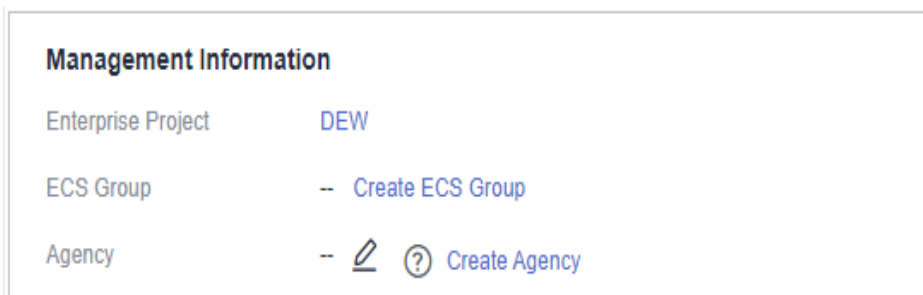 Management Information
Enterprise Project DEW
ECS Group -- Create ECS Group
Agency -- ? Create Agency